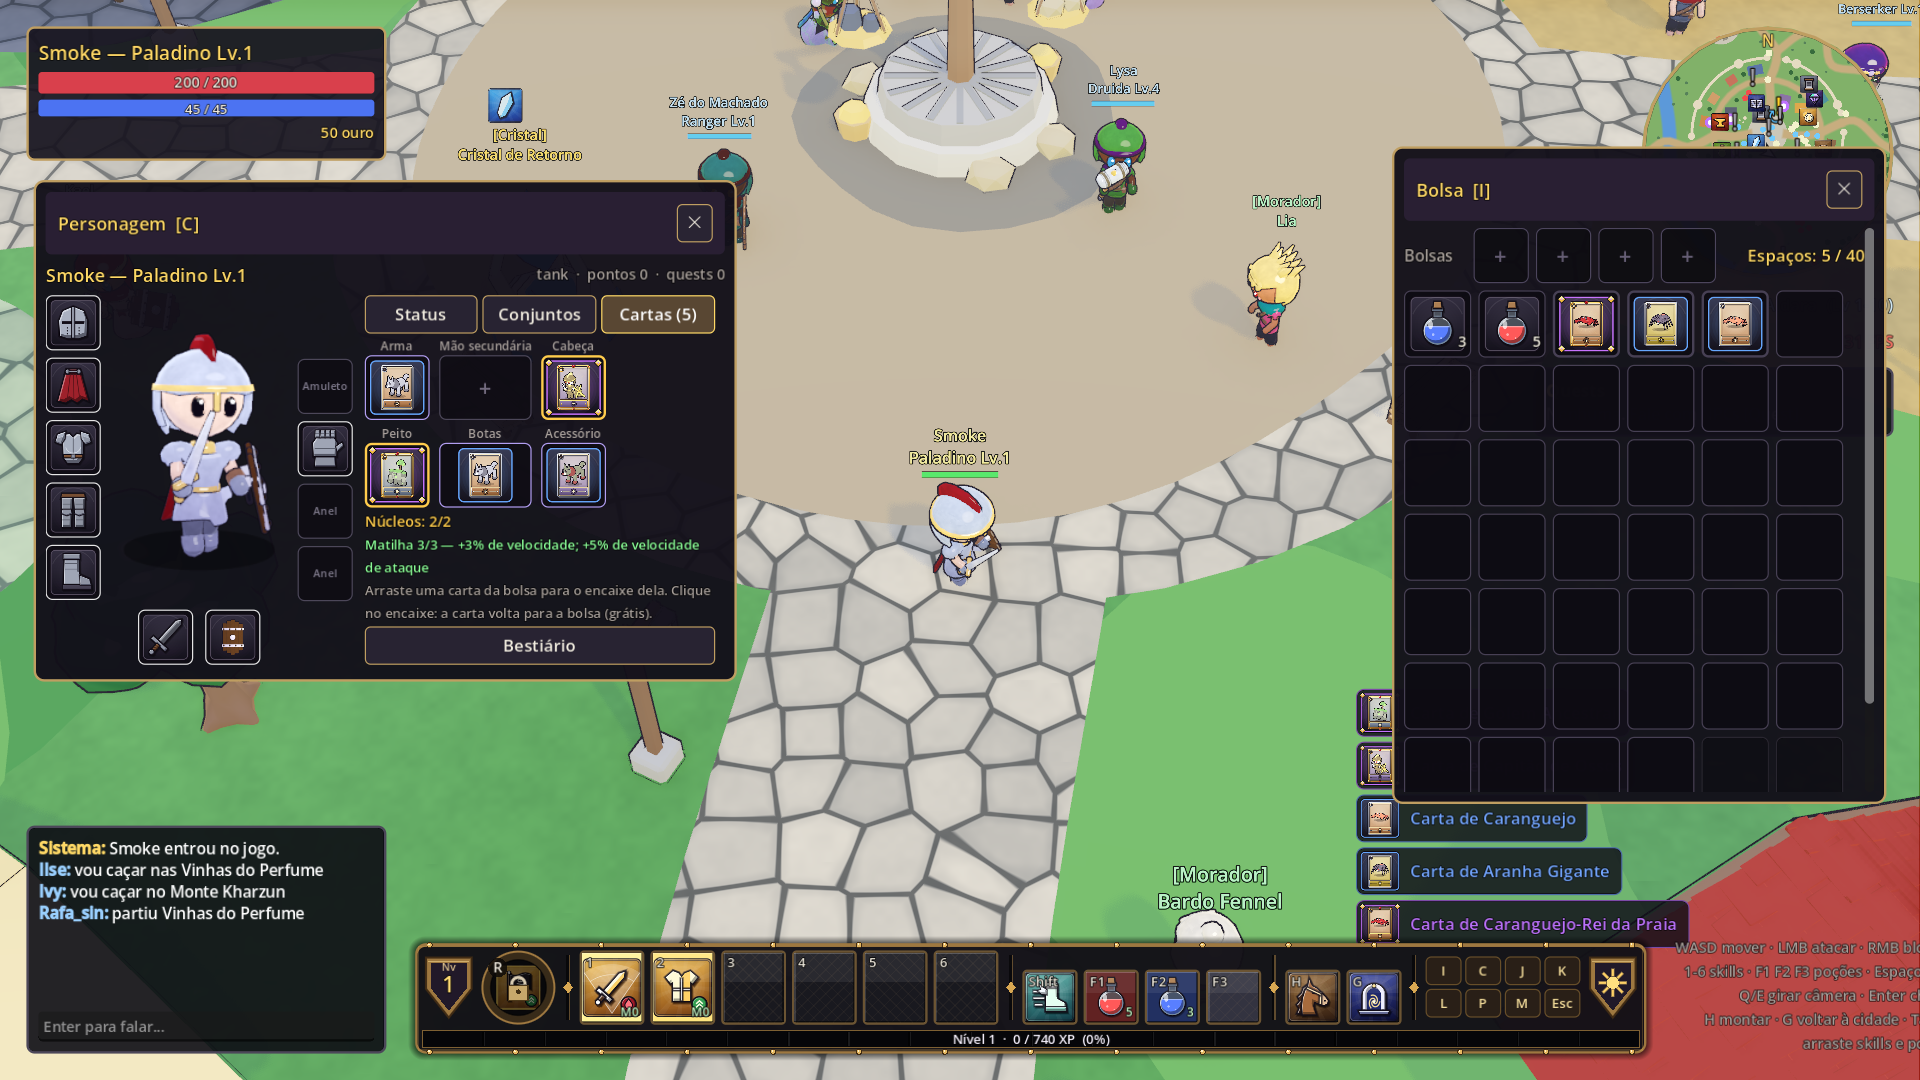 Smoke — Paladino Lv.1
200 / 200
45 / 45
50 ouro
[Cristal]
Cristal de Retorno
Zé do Machado
Ranger Lv.1
Lysa
Druida Lv.4
[Morador]
Lia
Berserker Lv.
N
Personagem [C]
Smoke — Paladino Lv.1
tank · pontos 0 · quests 0
Status
Conjuntos
Cartas (5)
Arma
Mão secundária
Cabeça
Amuleto
Peito
Botas
Acessório
Anel
Anel
Núcleos: 2/2
Matilha 3/3 — +3% de velocidade; +5% de velocidade
de ataque
Arraste uma carta da bolsa para o encaixe dela. Clique
no encaixe: a carta volta para a bolsa (grátis).
Bestiário
Smoke
Paladino Lv.1
Bolsa [I]
Bolsas
Espaços: 5 / 40
3
5
Carta de Caranguejo
Carta de Aranha Gigante
Carta de Caranguejo-Rei da Praia
[Morador]
Bardo Fennel
Sistema: Smoke entrou no jogo.
Ilse: vou caçar nas Vinhas do Perfume
Ivy: vou caçar no Monte Kharzun
Rafa_sin: partiu Vinhas do Perfume
Enter para falar...
Nv
1
R
1
M0
2
M0
3
4
5
6
Shift
F1
5
F2
3
F3
H
G
I
C
J
K
L
P
M
Esc
Nível 1 · 0 / 740 XP (0%)
WASD mover · LMB atacar · RMB
1-6 skills · F1 F2 F3 poções ·
Q/E girar câmera · Enter
H montar · G voltar à cidade ·
arraste skills e